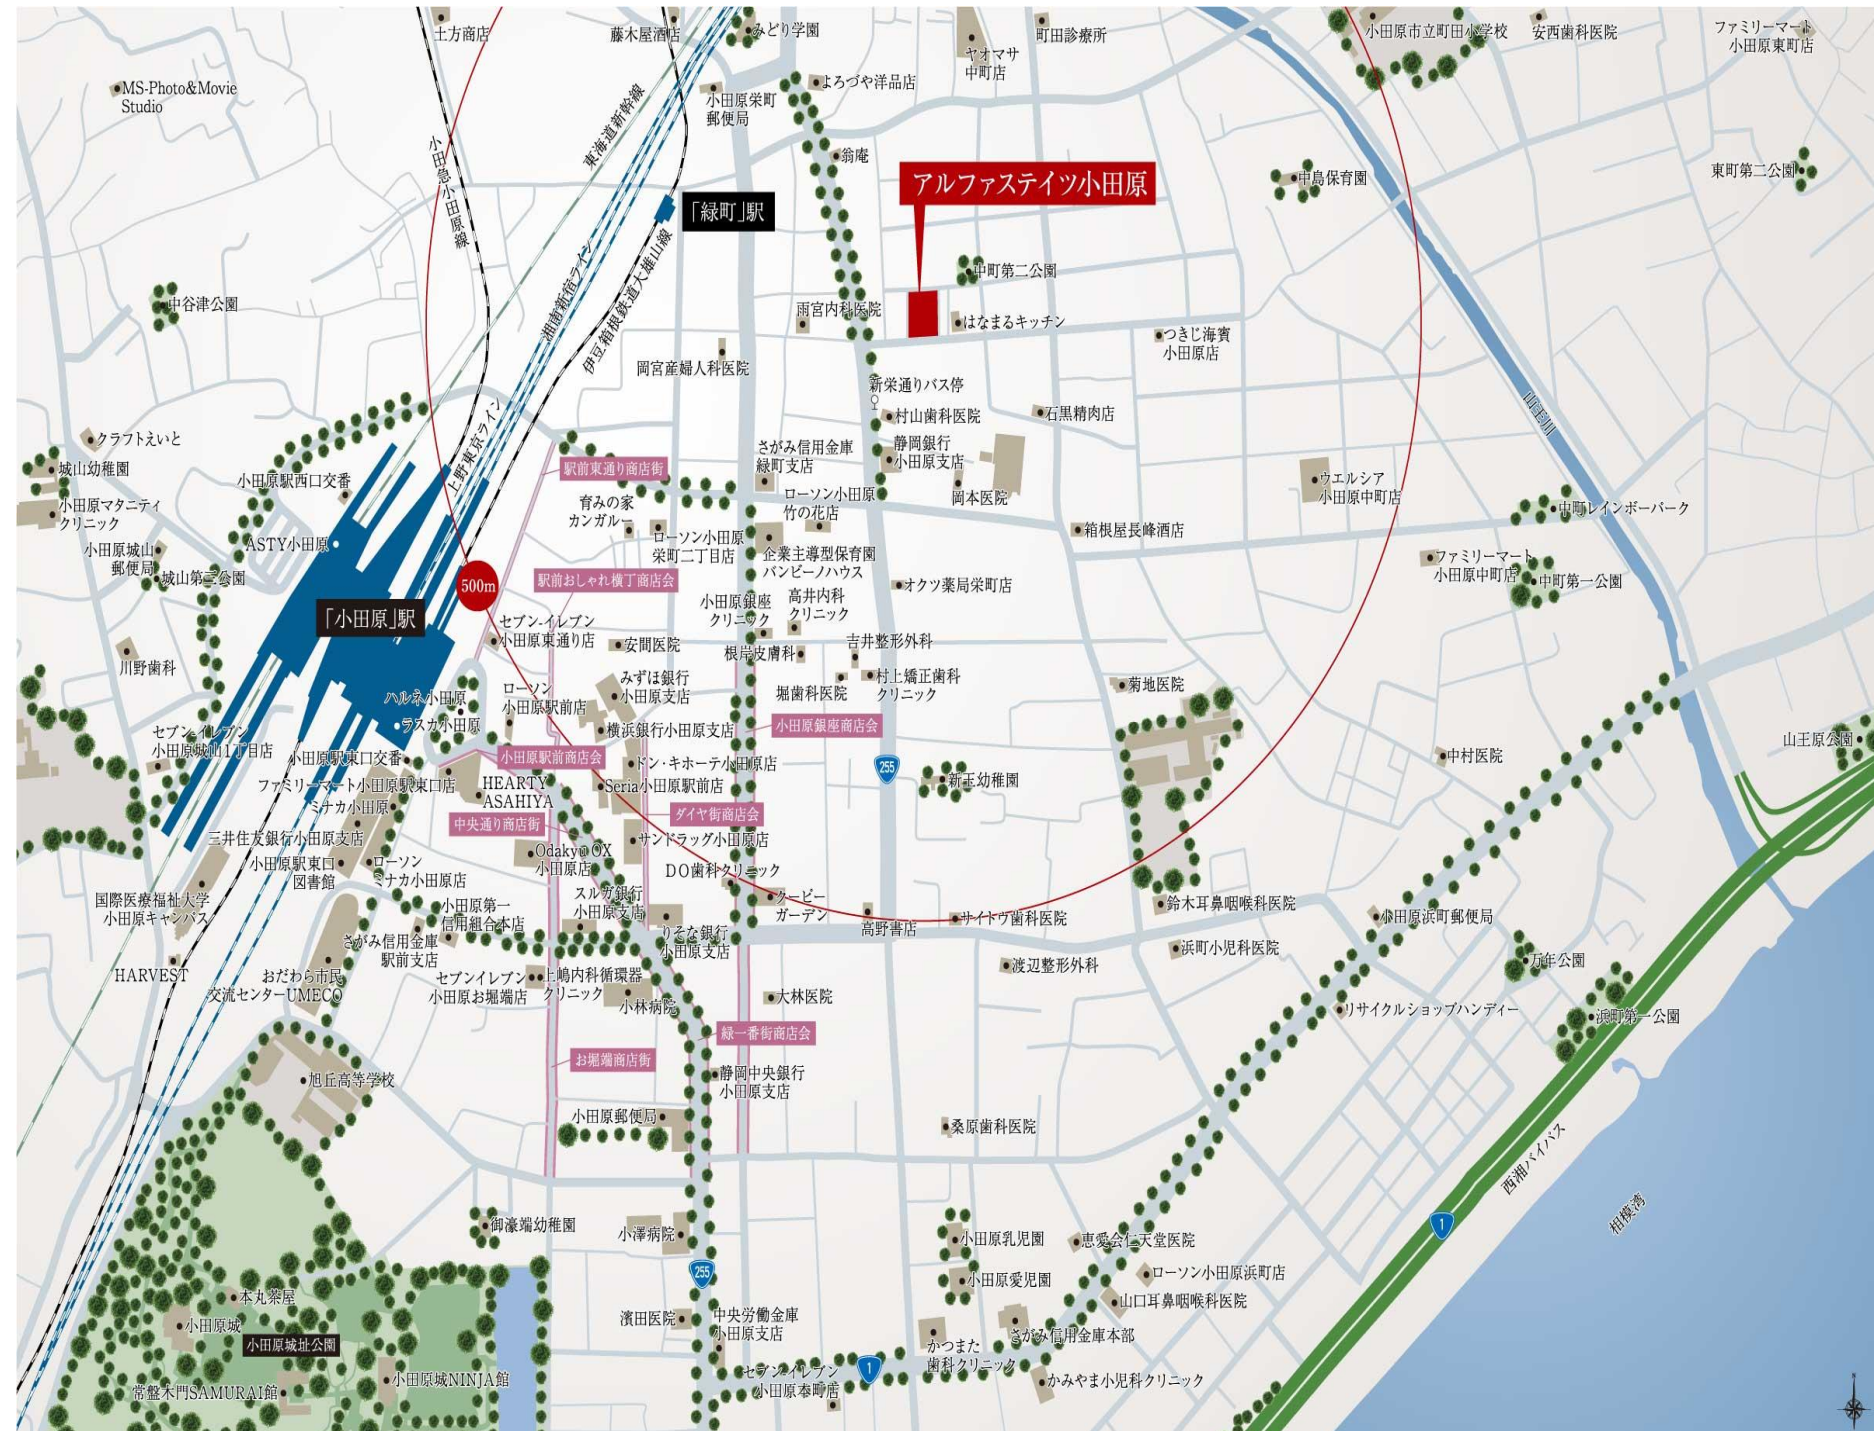 土方商店
藤木屋酒店
みどり学園
ヤオマサ
中町店
町田診療所
小田原市立町田小学校
安西歯科医院
ファミリーマート
小田原東町店
MS-Photo&Movie
Studio
小田原栄町
郵便局
よろづや洋品店
小田急小田原線
東海道新幹線
翁庵
アルファステイツ小田原
中島保育園
東町第二公園
「緑町」駅
湘南新宿ライン
伊豆箱根鉄道大雄山線
中谷津公園
中町第二公園
雨宮内科医院
はなまるキッチン
つきじ海賓
小田原店
岡宮産婦人科医院
新栄通りバス停
村山歯科医院
石黒精肉店
山王川
上野東京ライン
クラフトえいと
城山幼稚園
小田原マタニティ
クリニック
小田原駅西口交番
駅前東通り商店街
さがみ信用金庫
緑町支店
静岡銀行
小田原支店
岡本医院
ウエルシア
小田原中町店
育みの家
カンガルー
ローソン小田原
竹の花店
ローソン小田原
栄町二丁目店
企業主導型保育園
バンビーノハウス
箱根屋長峰酒店
中町レインボーパーク
ASTY小田原
小田原城山
郵便局
城山第三公園
ファミリーマート
小田原中町店
中町第一公園
500m
駅前おしゃれ横丁商店会
オクツ薬局栄町店
「小田原」駅
小田原銀座
クリニック
高井内科
クリニック
セブン-イレブン
小田原東通り店
安間医院
根岸皮膚科
吉井整形外科
川野歯科
みずほ銀行
小田原支店
堀歯科医院
村上矯正歯科
クリニック
菊地医院
ハルネ小田原
ラスカ小田原
ローソン
小田原駅前店
横浜銀行小田原支店
小田原銀座商店会
セブン-イレブン
小田原城山1丁目店
小田原駅東口交番
小田原駅前商店会
ドン・キホーテ小田原店
255
新玉幼稚園
中村医院
山王原公園
ファミリーマート小田原駅東口店
HEARTY
ASAHIYA
Seria小田原駅前店
ミナカ小田原
中央通り商店街
ダイヤ街商店会
三井住友銀行小田原支店
サンドラッグ小田原店
小田原駅東口
図書館
ローソン
ミナカ小田原店
Odakyu OX
小田原店
DO歯科クリニック
国際医療福祉大学
小田原キャンパス
小田原第一
信用組合本店
スルガ銀行
小田原支店
クービー
ガーデン
高野書店
サイトウ歯科医院
鈴木耳鼻咽喉科医院
小田原浜町郵便局
さがみ信用金庫
駅前支店
りそな銀行
小田原支店
浜町小児科医院
渡辺整形外科
万年公園
HARVEST
おだわら市民
交流センターUMECO
セブンイレブン
小田原お堀端店
上嶋内科循環器
クリニック
小林病院
大林医院
リサイクルショップハンディー
浜町第一公園
緑一番街商店会
お堀端商店街
旭丘高等学校
静岡中央銀行
小田原支店
小田原郵便局
桑原歯科医院
西湘バイパス
相模湾
1
御濠端幼稚園
小澤病院
小田原乳児園
恵愛会仁天堂医院
255
小田原愛児園
ローソン小田原浜町店
山口耳鼻咽喉科医院
本丸茶屋
小田原城
小田原城址公園
濱田医院
中央労働金庫
小田原支店
かつまた
歯科クリニック
さがみ信用金庫本部
常盤木門SAMURAI館
小田原城NINJA館
セブン-イレブン
小田原本町店
1
かみやま小児科クリニック
N